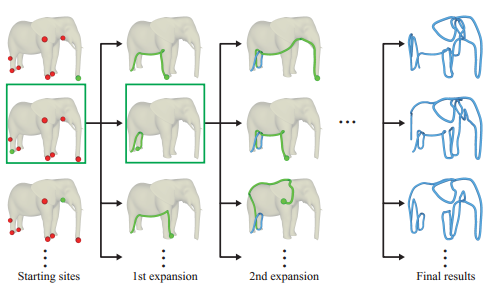 Starting sites
1st expansion
2nd expansion
Final results